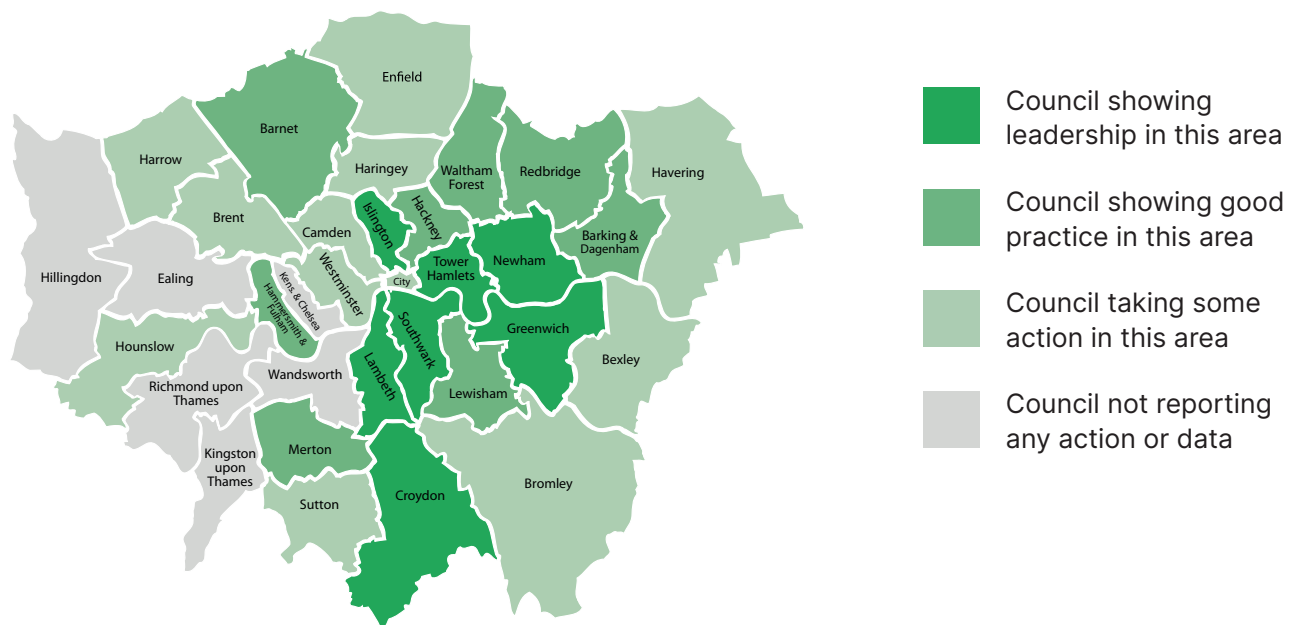 Enfield
Barnet
Harrow
Haringey
Waltham
Forest
Redbridge
Havering
Brent
Camden
Islington
Hackney
Barking &
Dagenham
Hillingdon
Ealing
Kens. & Chelsea
Hammersmith &
Fulham
Westminster
City
Tower
Hamlets
Newham
Greenwich
Southwark
Lambeth
Hounslow
Bexley
Richmond upon
Thames
Wandsworth
Lewisham
Merton
Kingston
upon
Thames
Sutton
Croydon
Bromley
Council showing
leadership in this area
Council showing good
practice in this area
Council taking some
action in this area
Council not reporting
any action or data